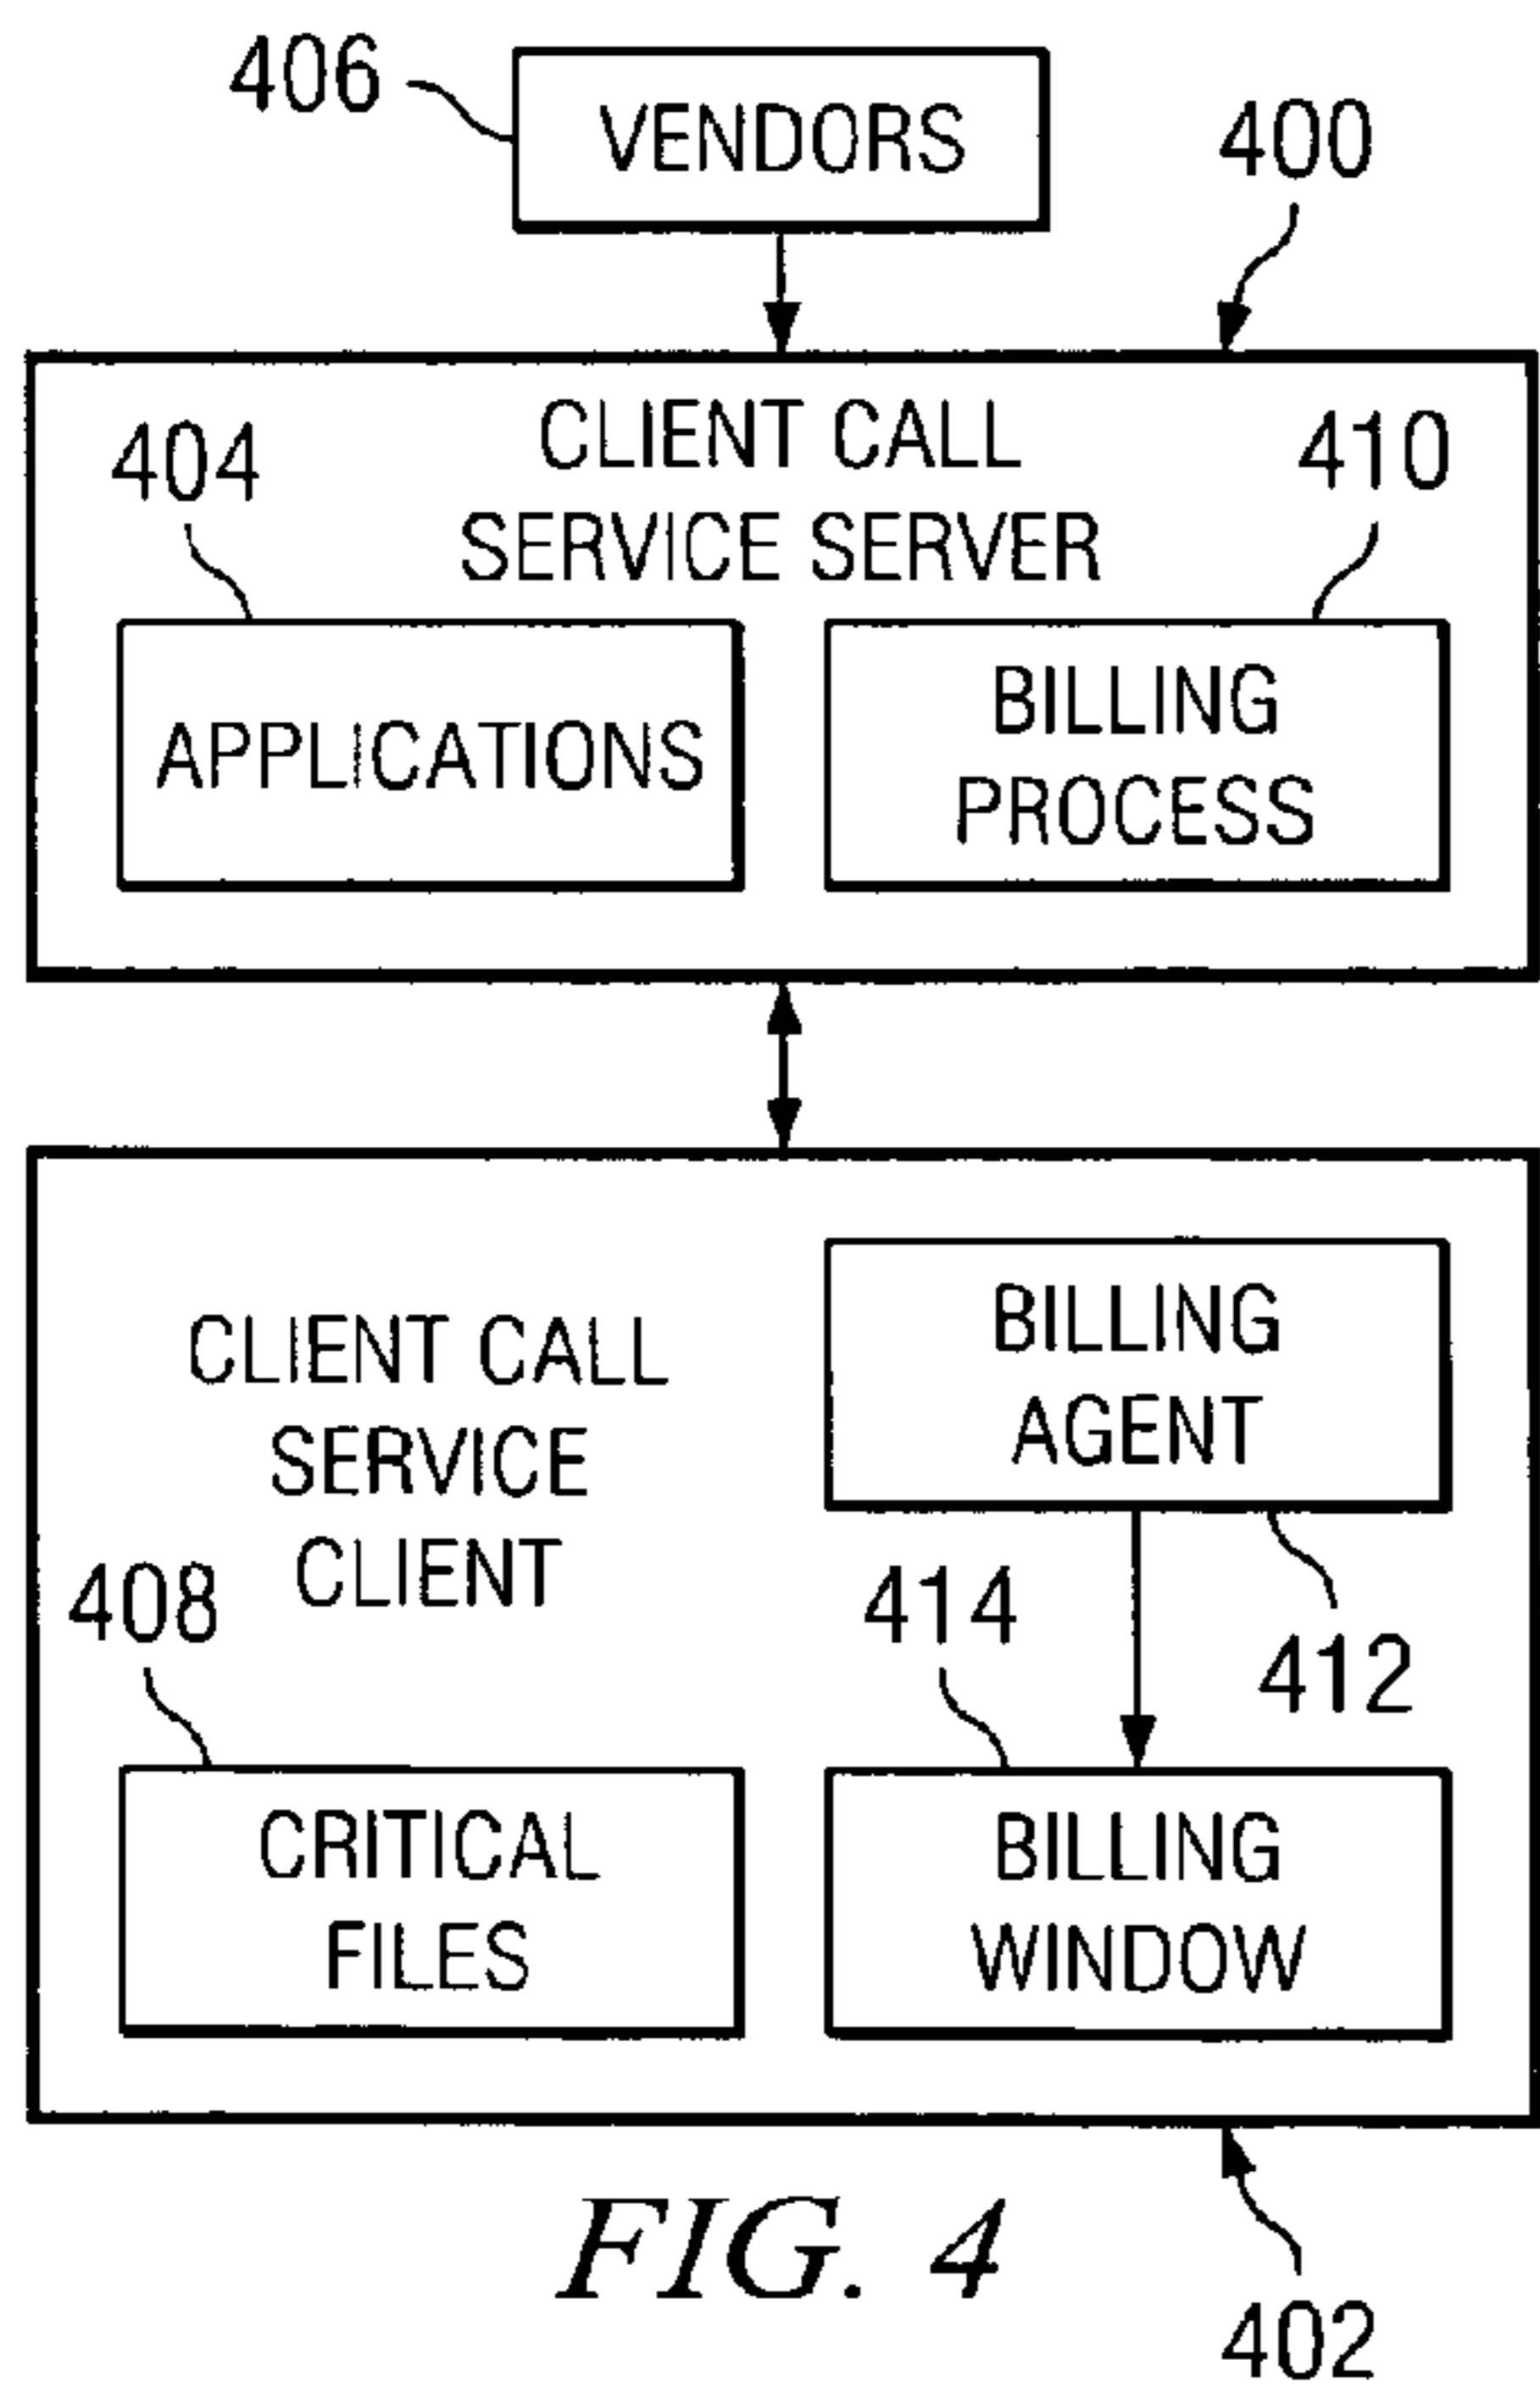 406
VENDORS
400
CLIENT CALL
SERVICE SERVER
404
410
APPLICATIONS
BILLING
PROCESS
CLIENT CALL
SERVICE
CLIENT
BILLING
AGENT
408
414
412
CRITICAL
FILES
BILLING
WINDOW
FIG. 4
402